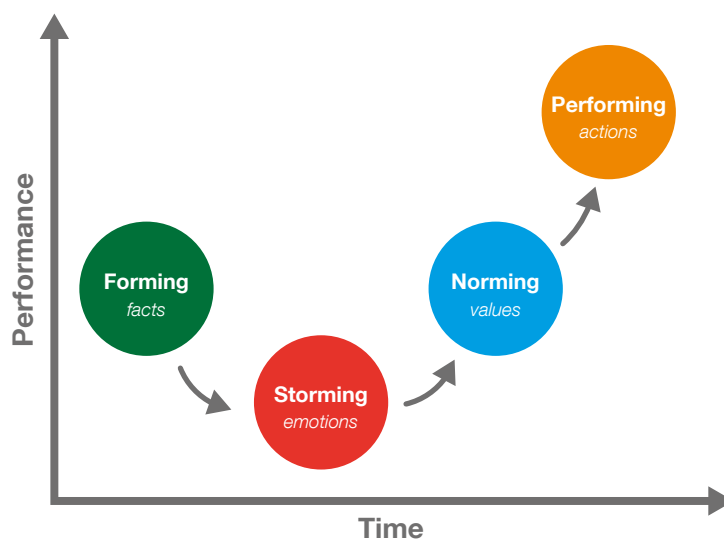 Performing
actions
Forming
facts
Norming
values
Storming
emotions
Performance
Time